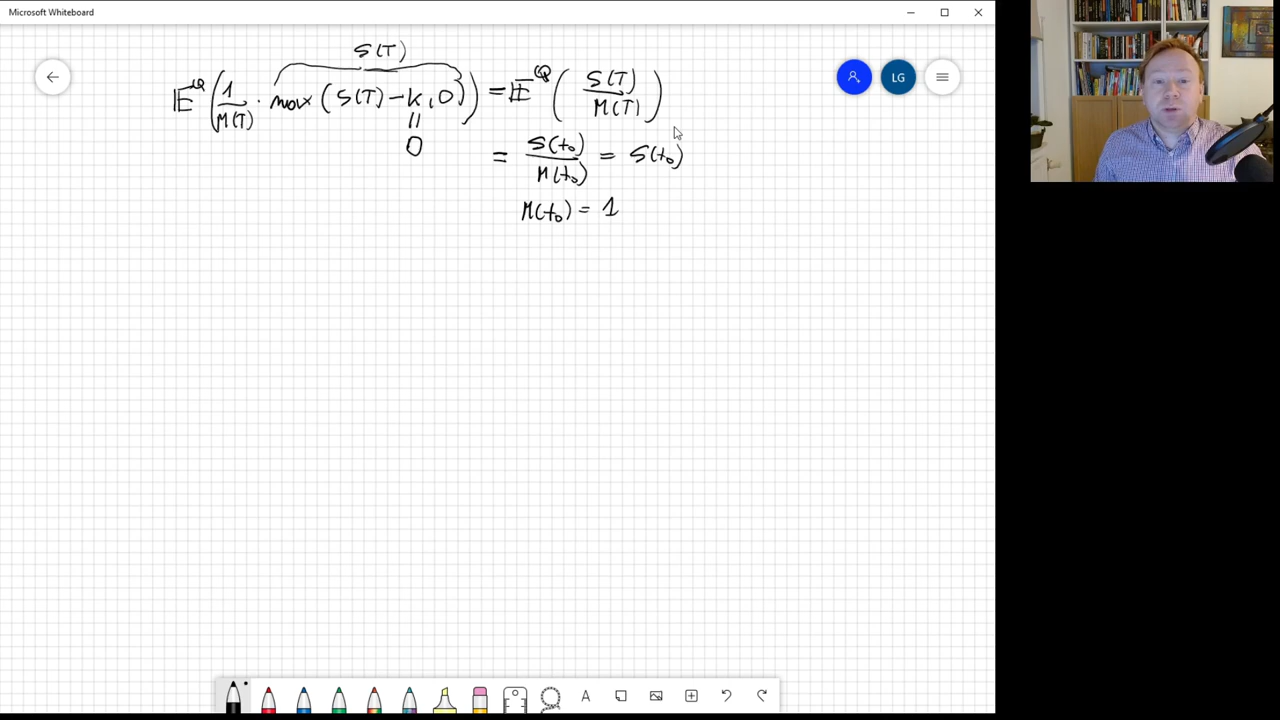 Microsoft Whiteboard
S(T)
𝔼^ℚ ( 1/M(T) · max (S(T) − K, 0) ) = 𝔼^ℚ ( S(T)/M(T) )
||
0
= S(t₀)/M(t₀) = S(t₀)
M(t₀) = 1
LG
A